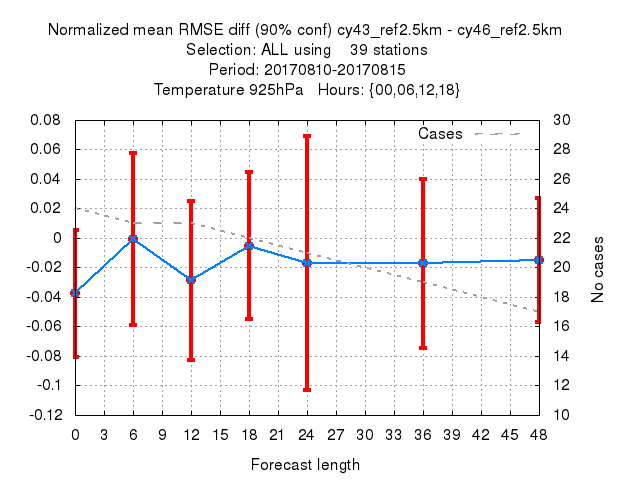 Normalized mean RMSE diff (90% conf) cy43_ref2.5km - cy46_ref2.5km
Selection: ALL using    39 stations
Period: 20170810-20170815
Temperature 925hPa   Hours: {00,06,12,18}
Cases
0.08
0.06
0.04
0.02
0
-0.02
-0.04
-0.06
-0.08
-0.1
-0.12
30
28
26
24
22
20
18
16
14
12
10
No cases
0 3 6 9 12 15 18 21 24 27 30 33 36 39 42 45 48
Forecast length